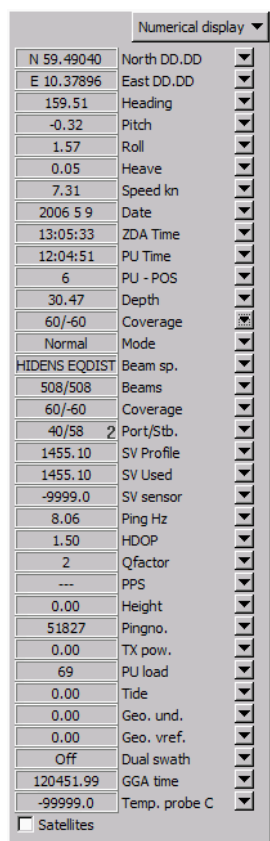 Numerical display
N 59.49040 North DD.DD
E 10.37896 East DD.DD
159.51 Heading
-0.32 Pitch
1.57 Roll
0.05 Heave
7.31 Speed kn
2006 5 9 Date
13:05:33 ZDA Time
12:04:51 PU Time
6 PU - POS
30.47 Depth
60/-60 Coverage
Normal Mode
HIDENS EQDIST Beam sp.
508/508 Beams
60/-60 Coverage
40/58 2 Port/Stb.
1455.10 SV Profile
1455.10 SV Used
-9999.0 SV sensor
8.06 Ping Hz
1.50 HDOP
2 Qfactor
--- PPS
0.00 Height
51827 Pingno.
0.00 TX pow.
69 PU load
0.00 Tide
0.00 Geo. und.
0.00 Geo. vref.
Off Dual swath
120451.99 GGA time
-99999.0 Temp. probe C
Satellites